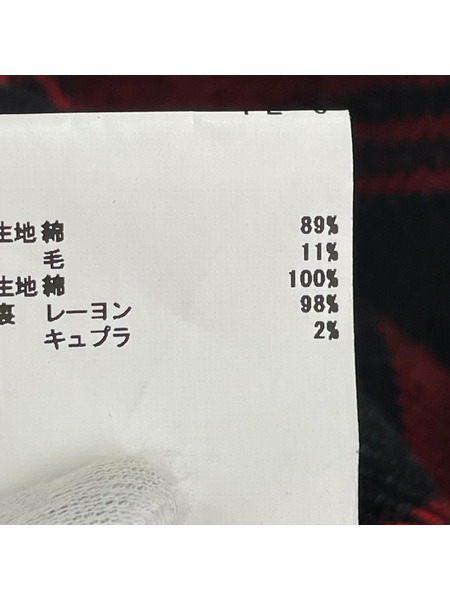 生地 綿 89%
毛 11%
生地 綿 100%
裏 レーヨン 98%
キュプラ 2%